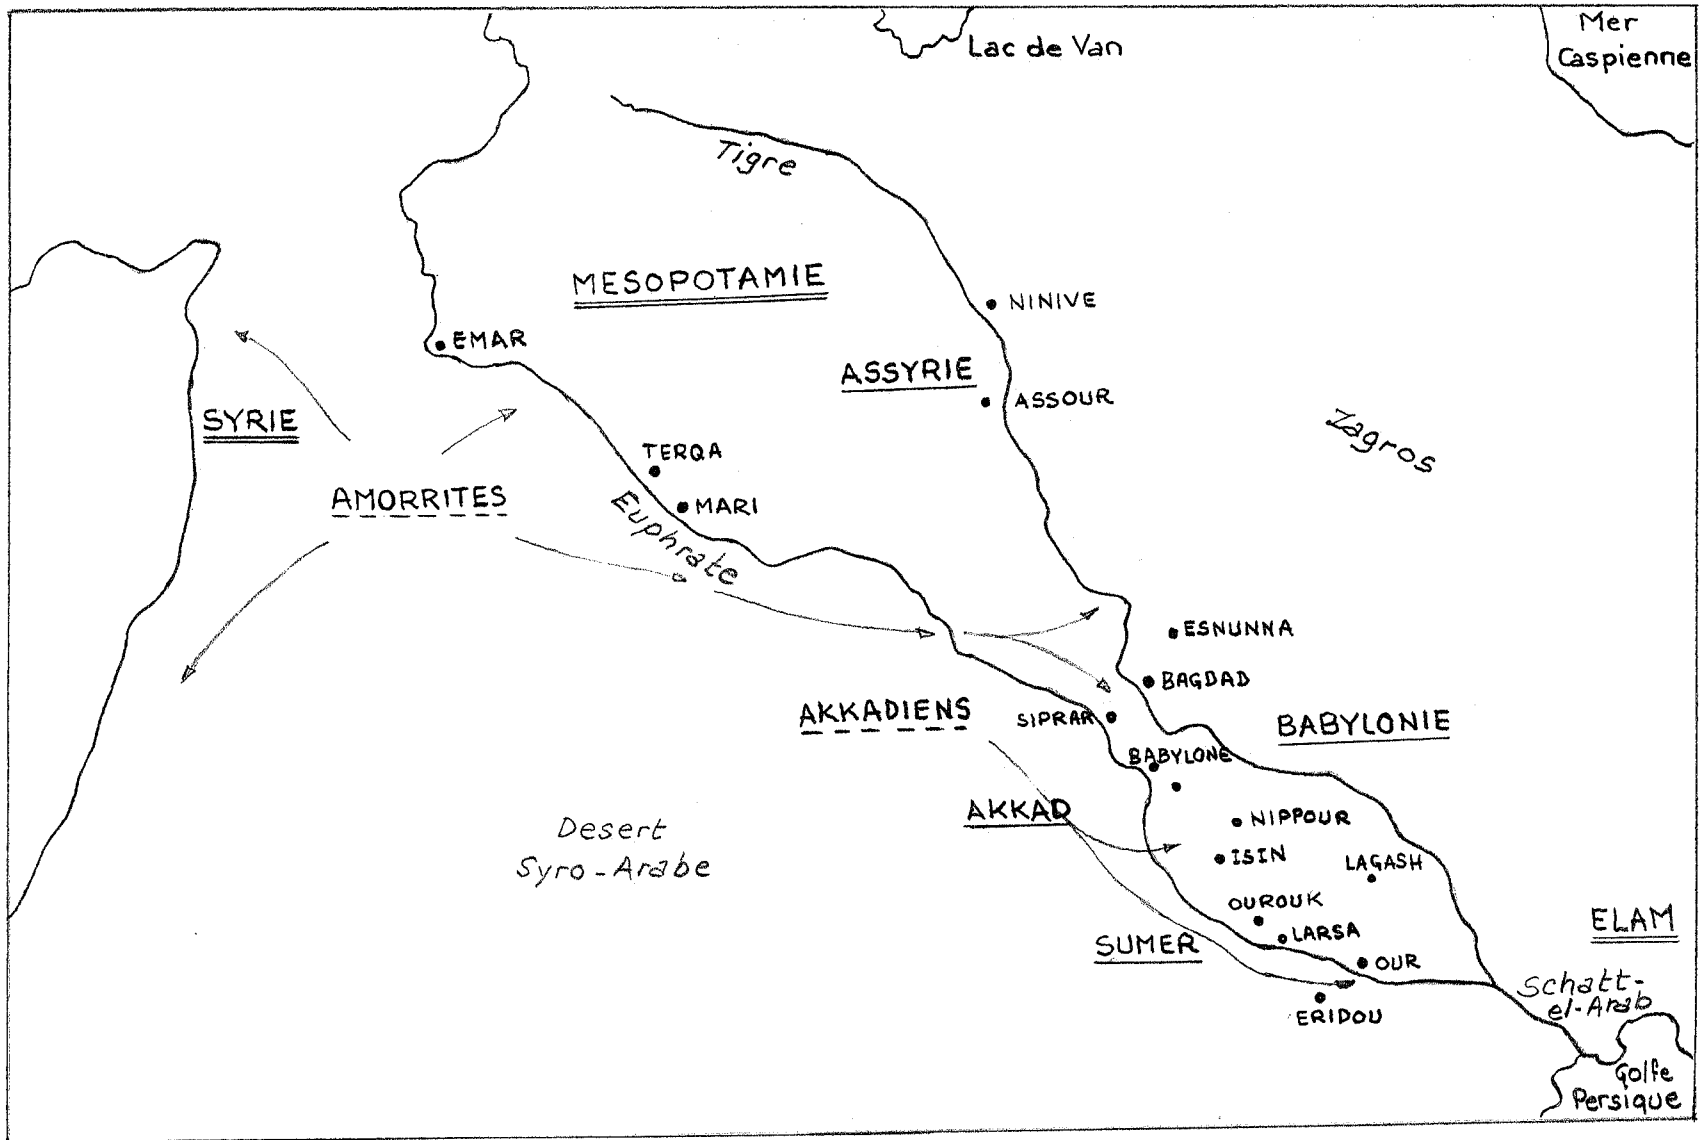 Mer
Caspienne
Lac de Van
Tigre
MESOPOTAMIE
NINIVE
EMAR
ASSYRIE
ASSOUR
SYRIE
Zagros
TERQA
AMORRITES
MARI
Euphrate
ESNUNNA
BAGDAD
AKKADIENS
SIPRAR
BABYLONIE
BABYLONE
AKKAD
NIPPOUR
Desert
Syro-Arabe
ISIN
LAGASH
OUROUK
LARSA
ELAM
SUMER
OUR
Schatt-
el-Arab
ERIDOU
Golfe
Persique